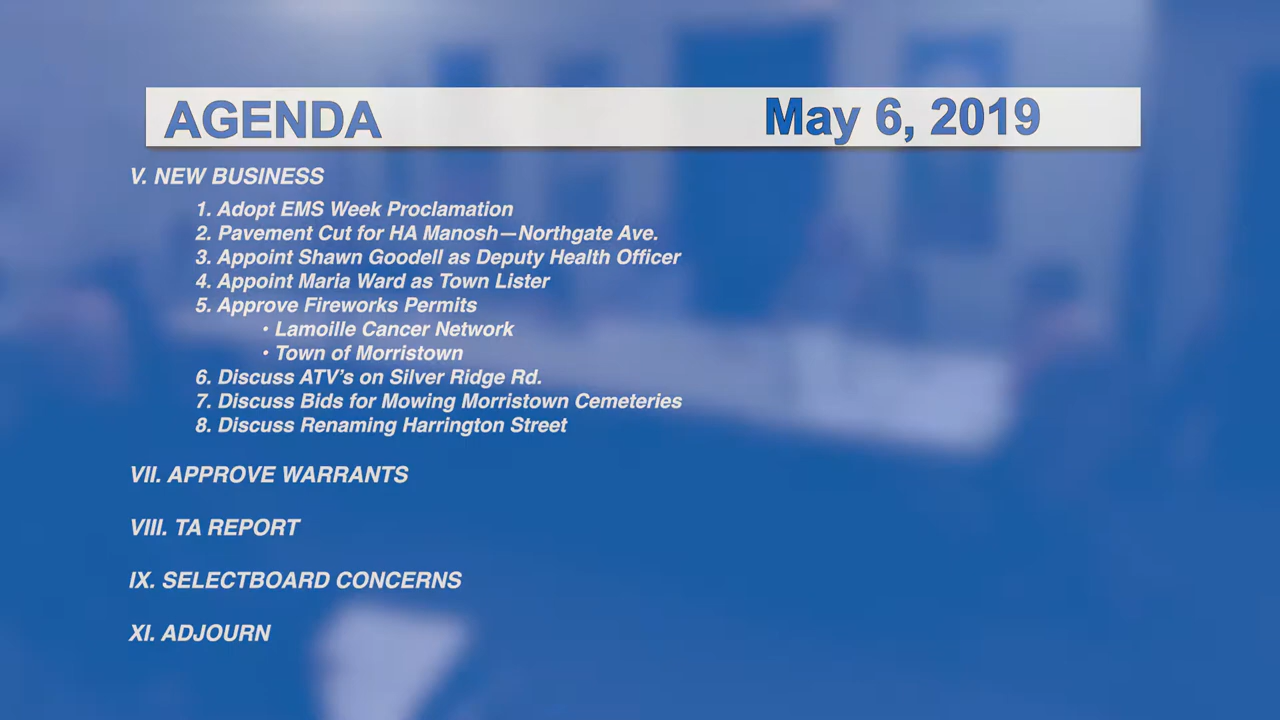 AGENDA May 6, 2019
V. NEW BUSINESS
1. Adopt EMS Week Proclamation
2. Pavement Cut for HA Manosh—Northgate Ave.
3. Appoint Shawn Goodell as Deputy Health Officer
4. Appoint Maria Ward as Town Lister
5. Approve Fireworks Permits
• Lamoille Cancer Network
• Town of Morristown
6. Discuss ATV’s on Silver Ridge Rd.
7. Discuss Bids for Mowing Morristown Cemeteries
8. Discuss Renaming Harrington Street
VII. APPROVE WARRANTS
VIII. TA REPORT
IX. SELECTBOARD CONCERNS
XI. ADJOURN